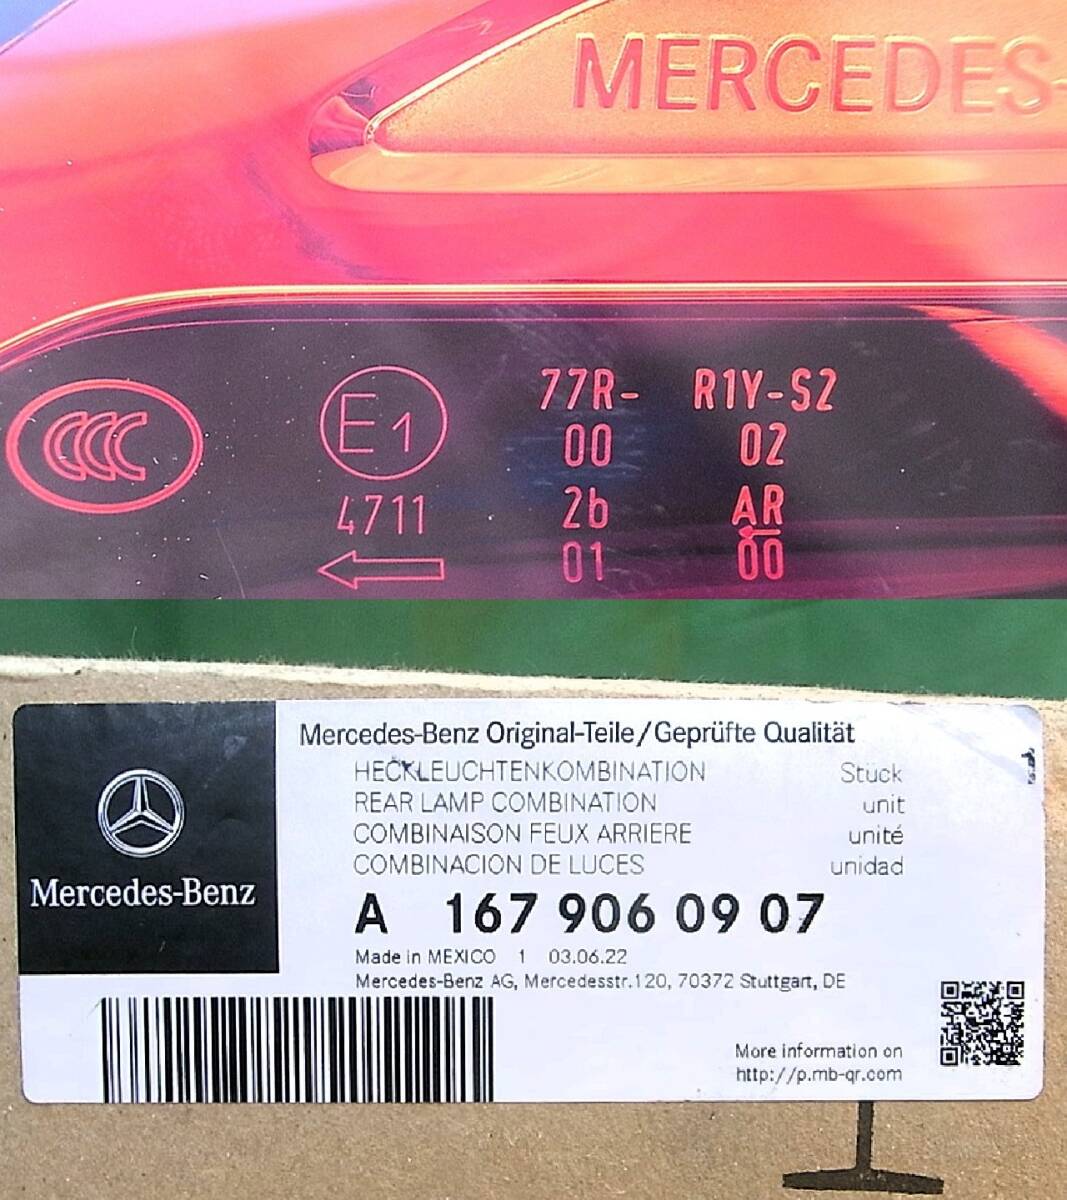 MERCEDES-
CCC
E1
4711
77R-
00
2b
01
R1Y-S2
02
AR
00
Mercedes-Benz
Mercedes-Benz Original-Teile/Geprüfte Qualität
HECKLEUCHTENKOMBINATION Stück
REAR LAMP COMBINATION unit
COMBINAISON FEUX ARRIERE unité
COMBINACION DE LUCES unidad
A 167 906 09 07
Made in MEXICO 1 03.06.22
Mercedes-Benz AG, Mercedesstr.120, 70372 Stuttgart, DE
More information on
http://p.mb-qr.com